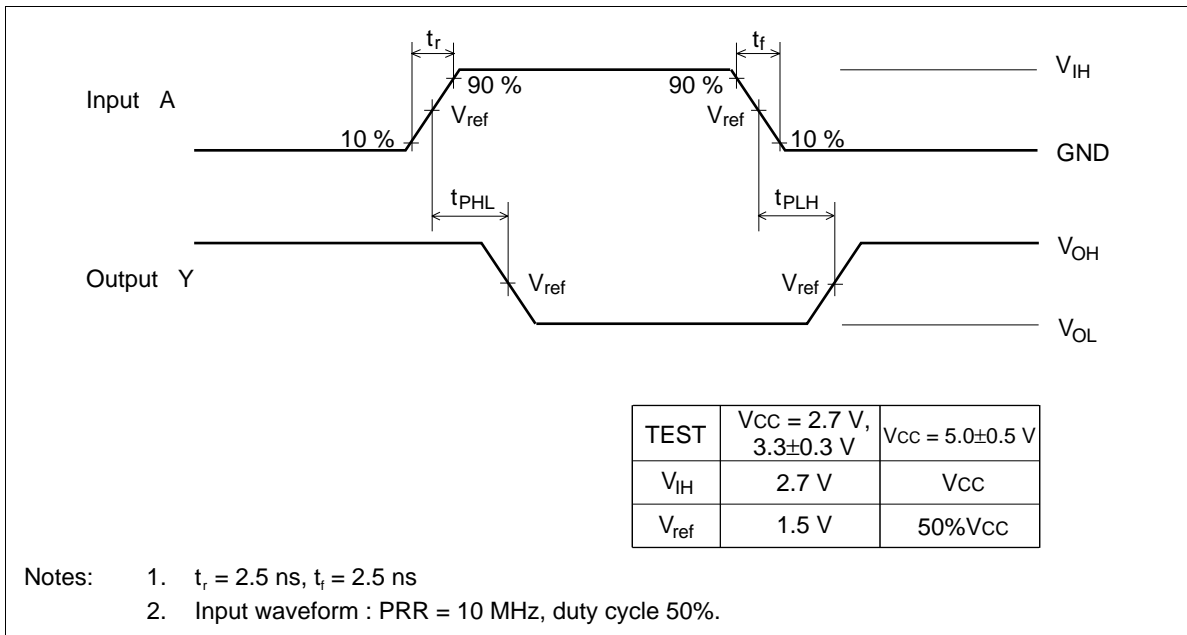 tr tf
VIH
90 % 90 %
Input A
Vref Vref
10 % 10 %
GND
tPHL tPLH
VOH
Output Y
Vref Vref
VOL
TEST VCC = 2.7 V, 3.3±0.3 V VCC = 5.0±0.5 V
VIH 2.7 V VCC
Vref 1.5 V 50%VCC
Notes: 1. tr = 2.5 ns, tf = 2.5 ns
2. Input waveform : PRR = 10 MHz, duty cycle 50%.